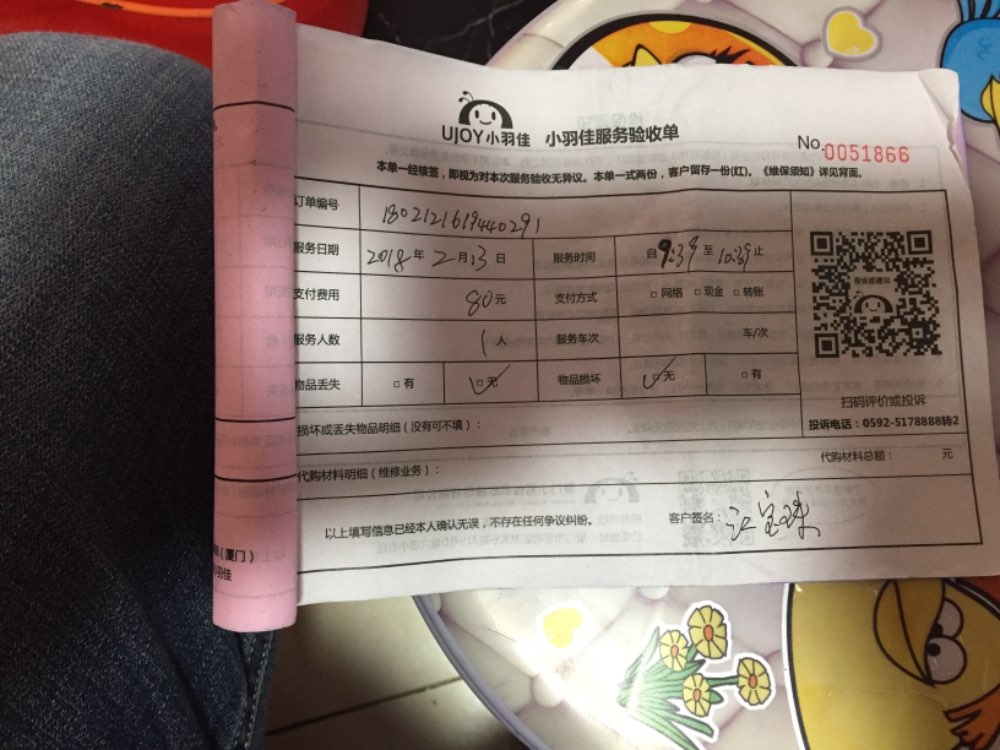 UJOY小羽佳 小羽佳服务验收单
No.0051866
本单一经核签，即视为对本次服务验收无异议。本单一式两份，客户留存一份(红)。《维保须知》详见背面。
订单编号 1802121619440291
服务日期 2018年2月13日 服务时间 自9:39至10:39止
支付费用 80元 支付方式 □网络 □现金 □转账
服务人数 1人 服务车次 车/次
物品丢失 □有 □无 物品损坏 □无 □有
扫码评价或投诉
投诉电话：0592-5178888转2
损坏或丢失物品明细（没有可不填）：
代购材料明细（维修业务）： 代购材料总额： 元
以上填写信息已经本人确认无误，不存在任何争议纠纷。 客户签名：
（厦门）
小羽佳